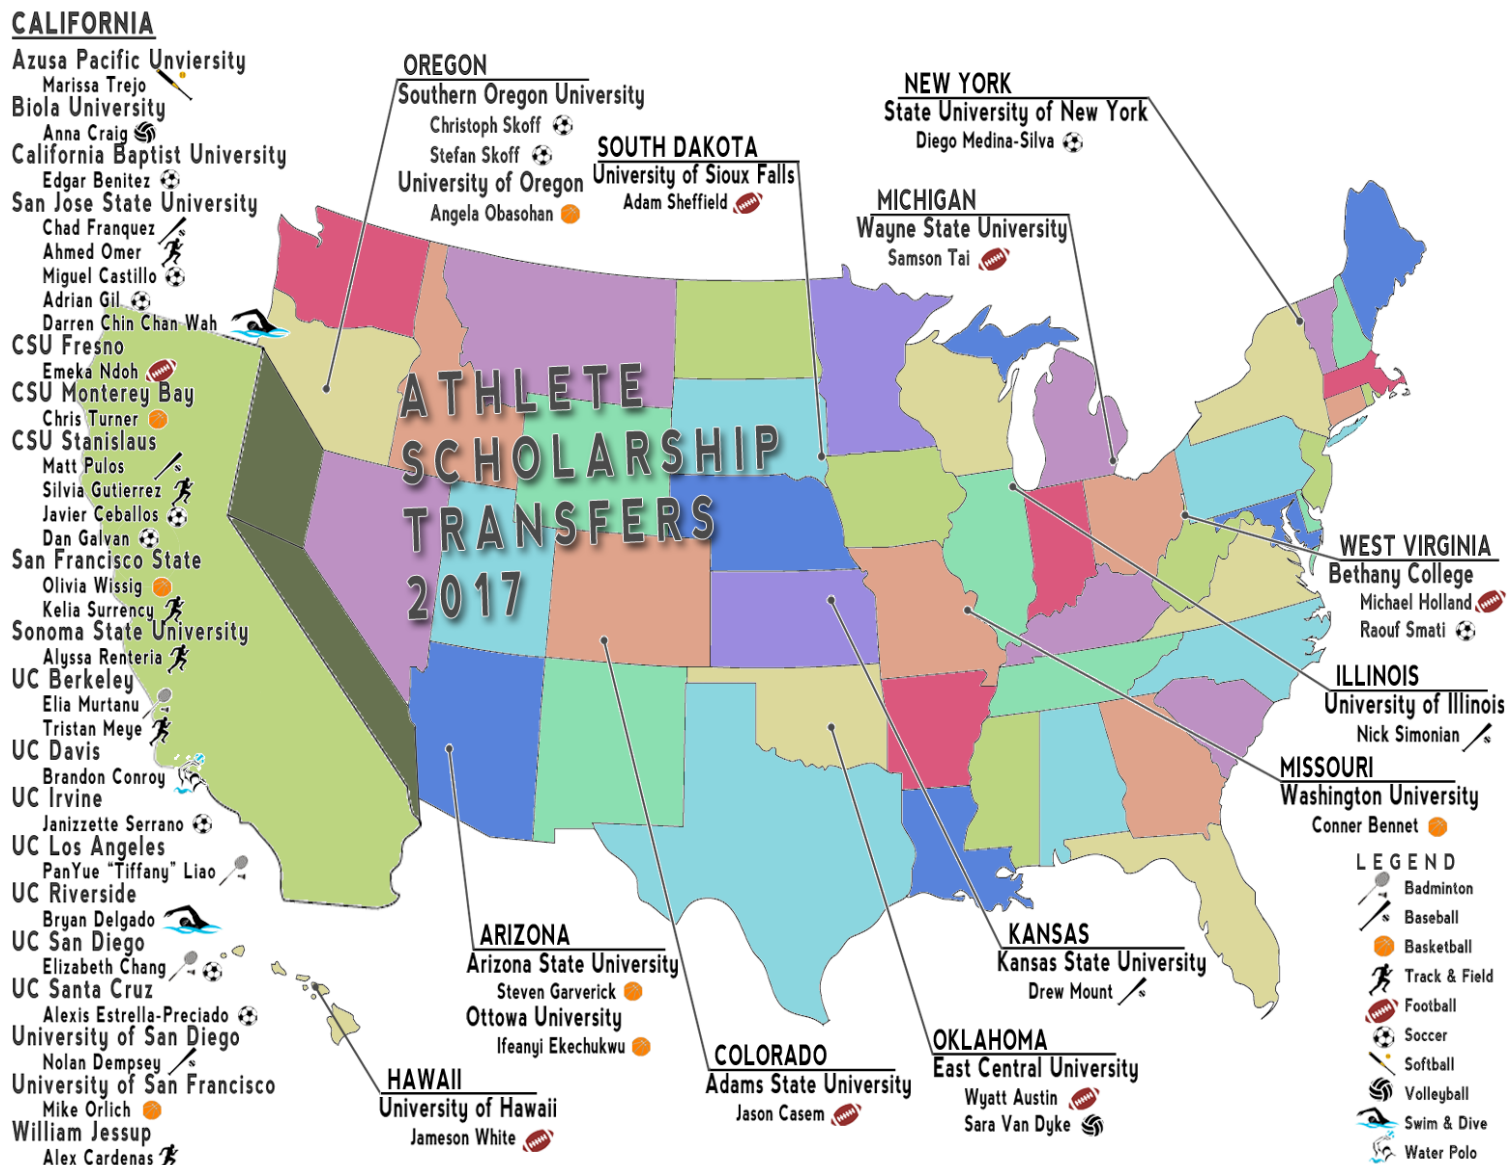 CALIFORNIA
Azusa Pacific Unviersity
Marissa Trejo
Biola University
Anna Craig
California Baptist University
Edgar Benitez
San Jose State University
Chad Franquez
Ahmed Omer
Miguel Castillo
Adrian Gil
Darren Chin Chan Wah
CSU Fresno
Emeka Ndoh
CSU Monterey Bay
Chris Turner
CSU Stanislaus
Matt Pulos
Silvia Gutierrez
Javier Ceballos
Dan Galvan
San Francisco State
Olivia Wissig
Kelia Surrency
Sonoma State University
Alyssa Renteria
UC Berkeley
Elia Murtanu
Tristan Meye
UC Davis
Brandon Conroy
UC Irvine
Janizzette Serrano
UC Los Angeles
PanYue "Tiffany" Liao
UC Riverside
Bryan Delgado
UC San Diego
Elizabeth Chang
UC Santa Cruz
Alexis Estrella-Preciado
University of San Diego
Nolan Dempsey
University of San Francisco
Mike Orlich
William Jessup
Alex Cardenas
OREGON
Southern Oregon University
Christoph Skoff
Stefan Skoff
University of Oregon
Angela Obasohan
SOUTH DAKOTA
University of Sioux Falls
Adam Sheffield
NEW YORK
State University of New York
Diego Medina-Silva
MICHIGAN
Wayne State University
Samson Tai
ATHLETE
SCHOLARSHIP
TRANSFERS
2017
WEST VIRGINIA
Bethany College
Michael Holland
Raouf Smati
ILLINOIS
University of Illinois
Nick Simonian
MISSOURI
Washington University
Conner Bennet
ARIZONA
Arizona State University
Steven Garverick
Ottowa University
Ifeanyi Ekechukwu
KANSAS
Kansas State University
Drew Mount
HAWAII
University of Hawaii
Jameson White
COLORADO
Adams State University
Jason Casem
OKLAHOMA
East Central University
Wyatt Austin
Sara Van Dyke
LEGEND
Badminton
Baseball
Basketball
Track & Field
Football
Soccer
Softball
Volleyball
Swim & Dive
Water Polo